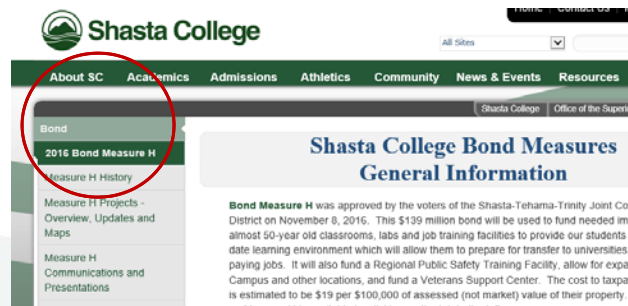 Home Contact Us
Shasta College
All Sites
About SC Academics Admissions Athletics Community News & Events Resources
Shasta College Office of the
Bond
2016 Bond Measure H
Measure H History
Measure H Projects -
Overview, Updates and
Maps
Measure H
Communications and
Presentations
Shasta College Bond Measures
General Information
Bond Measure H was approved by the voters of the Shasta-Tehama-Trinity Joint
District on November 8, 2016. This $139 million bond will be used to fund needed
almost 50-year old classrooms, labs and job training facilities to provide our students
date learning environment which will allow them to prepare for transfer to universities
paying jobs. It will also fund a Regional Public Safety Training Facility, allow for
Campus and other locations, and fund a Veterans Support Center. The cost to
is estimated to be $19 per $100,000 of assessed (not market) value of their property.